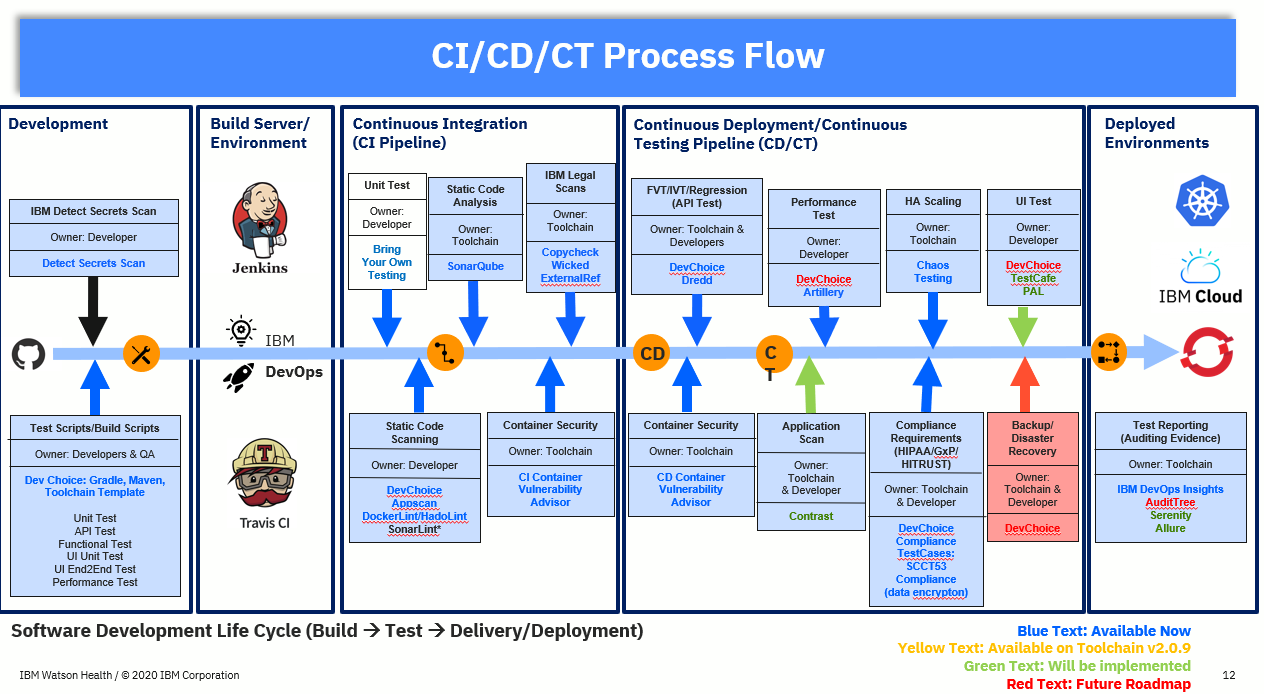 CI/CD/CT Process Flow
Development
IBM Detect Secrets Scan
Owner: Developer
Detect Secrets Scan
Test Scripts/Build Scripts
Owner: Developers & QA
Dev Choice: Gradle, Maven,
Toolchain Template
Unit Test
API Test
Functional Test
UI Unit Test
UI End2End Test
Performance Test
Build Server/
Environment
Jenkins
IBM
DevOps
Travis CI
Continuous Integration
(CI Pipeline)
Unit Test
Owner:
Developer
Bring
Your Own
Testing
Static Code
Analysis
Owner:
Toolchain
SonarQube
IBM Legal
Scans
Owner:
Toolchain
Copycheck
Wicked
ExternalRef
Static Code
Scanning
Owner: Developer
DevChoice
Appscan
DockerLint/HadoLint
SonarLint*
Container Security
Owner: Toolchain
CI Container
Vulnerability
Advisor
Continuous Deployment/Continuous
Testing Pipeline (CD/CT)
FVT/IVT/Regression
(API Test)
Owner: Toolchain &
Developers
DevChoice
Dredd
Performance
Test
Owner:
Developer
DevChoice
Artillery
HA Scaling
Owner:
Toolchain
Chaos
Testing
UI Test
Owner:
Developer
DevChoice
TestCafe
PAL
CD
C
T
Container Security
Owner: Toolchain
CD Container
Vulnerability
Advisor
Application
Scan
Owner:
Toolchain
& Developer
Contrast
Compliance
Requirements
(HIPAA/GxP/
HITRUST)
Owner: Toolchain
& Developer
DevChoice
Compliance
TestCases:
SCCT53
Compliance
(data encrypton)
Backup/
Disaster
Recovery
Owner:
Toolchain &
Developer
DevChoice
Deployed
Environments
IBM Cloud
Test Reporting
(Auditing Evidence)
Owner: Toolchain
IBM DevOps Insights
AuditTree
Serenity
Allure
Software Development Life Cycle (Build → Test → Delivery/Deployment)
Blue Text: Available Now
Yellow Text: Available on Toolchain v2.0.9
Green Text: Will be implemented
Red Text: Future Roadmap
IBM Watson Health / © 2020 IBM Corporation
12